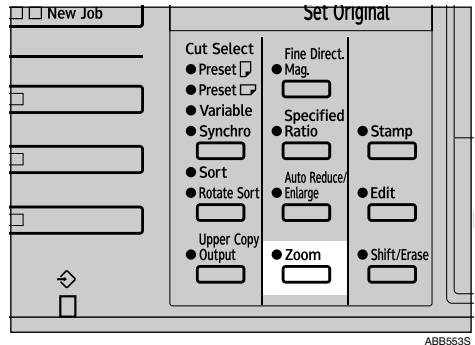 New Job
Set Original
Cut Select
Preset
Preset
Variable
Synchro
Sort
Rotate Sort
Upper Copy
Output
Fine Direct.
Mag.
Specified
Ratio
Auto Reduce/
Enlarge
Zoom
Stamp
Edit
Shift/Erase
ABB553S